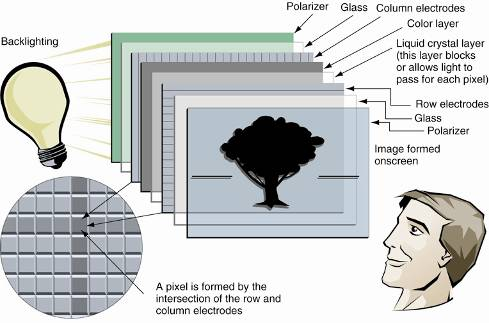 Polarizer
Glass
Column electrodes
Color layer
Backlighting
Liquid crystal layer
(this layer blocks
or allows light to
pass for each pixel)
Row electrodes
Glass
Polarizer
Image formed
onscreen
A pixel is formed by the
intersection of the row and
column electrodes